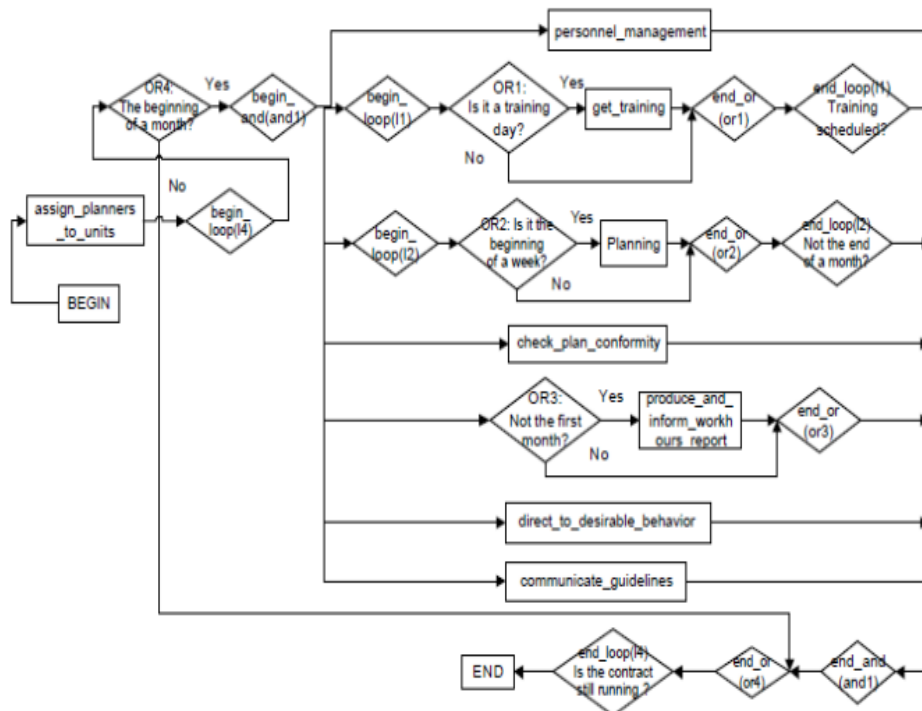 personnel_management
OR4:
The beginning
of a month?
Yes
begin_
and(and1)
begin_
loop(l1)
OR1:
Is it a training
day?
Yes
get_training
end_or
(or1)
end_loop(l1)
Training
scheduled?
No
No
assign_planners
_to_units
begin_
loop(l4)
begin_
loop(l2)
OR2: Is it the
beginning
of a week?
Yes
Planning
end_or
(or2)
end_loop(l2)
Not the end
of a month?
No
BEGIN
check_plan_conformity
OR3:
Not the first
month?
Yes
produce_and_
inform_workh
ours_report
end_or
(or3)
No
direct_to_desirable_behavior
communicate_guidelines
END
end_loop(l4)
Is the contract
still running.?
end_or
(or4)
end_and
(and1)